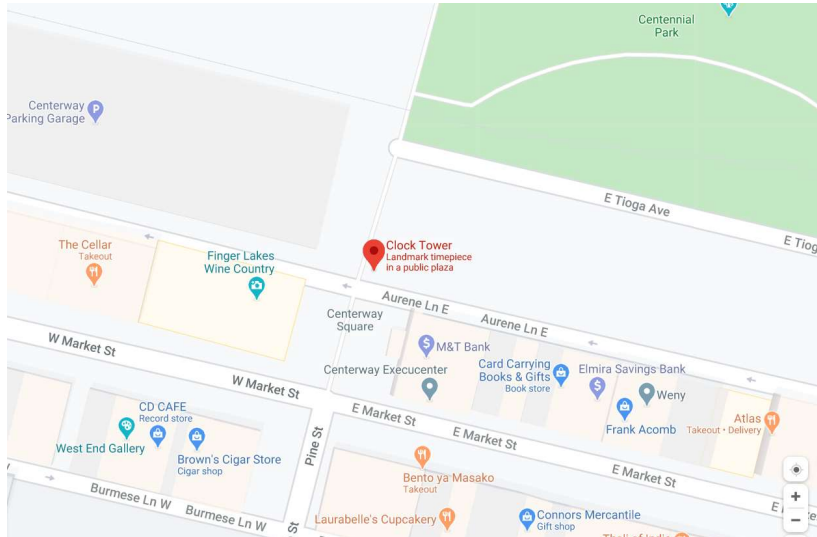 Centennial
Park
Centerway
Parking Garage
P
E Tioga Ave
E Tiog
The Cellar
Takeout
Finger Lakes
Wine Country
Clock Tower
Landmark timepiece
in a public plaza
Aurene Ln E
Aurene Ln E
Centerway
Square
$
M&T Bank
W Market St
W Market St
Centerway Execucenter
Card Carrying
Books & Gifts
Book store
Elmira Savings Bank
$
Weny
Frank Acomb
Atlas
Takeout • Delivery
CD CAFE
Record store
West End Gallery
Brown's Cigar Store
Cigar shop
Pine St
E Market St
E Market St
E Market St
Bento ya Masako
Takeout
Burmese Ln W
Burmese Ln W
St
Laurabelle's Cupcakery
Connors Mercantile
Gift shop
+
−